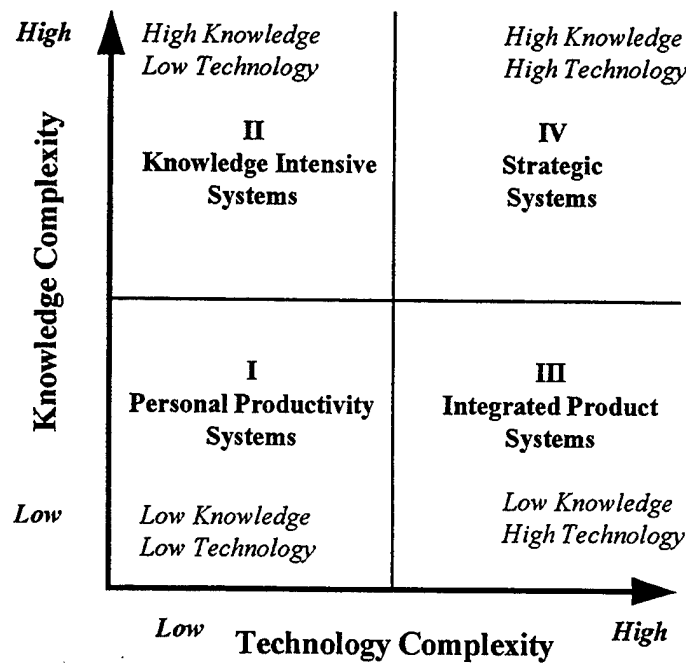 High
High Knowledge
Low Technology
High Knowledge
High Technology
II
Knowledge Intensive
Systems
IV
Strategic
Systems
Knowledge Complexity
I
Personal Productivity
Systems
III
Integrated Product
Systems
Low
Low Knowledge
Low Technology
Low Knowledge
High Technology
Low
Technology Complexity
High